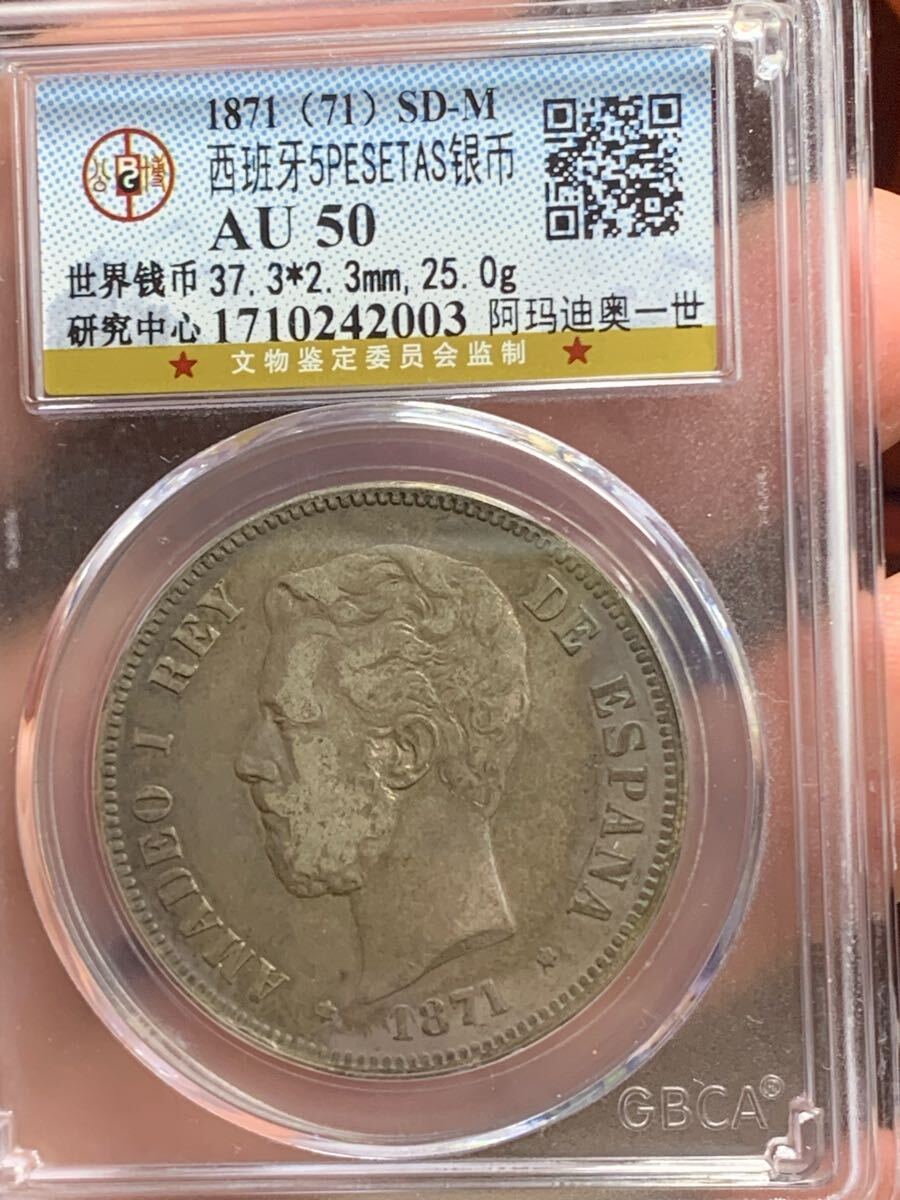 1871（71）SD-M
西班牙5PESETAS银币
公 博
AU 50
世界钱币 37.3*2.3mm, 25.0g
研究中心 1710242003 阿玛迪奥一世
★ 文物鉴定委员会监制 ★
AMADEO I REY DE ESPAÑA
* 1871 *
GBCA®